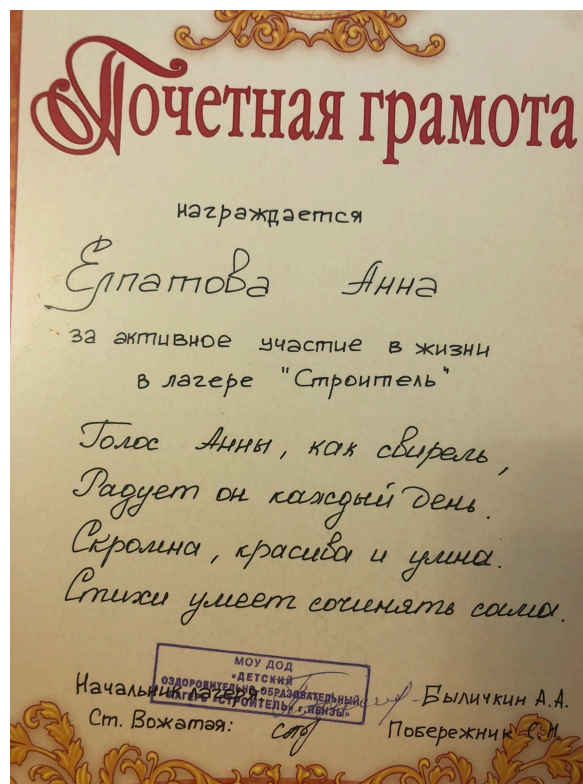 Почетная грамота
награждается
Елпатова Анна
за активное участие в жизни
в лагере "Строитель"
Голос Анны, как свирель,
Радует он каждый день.
Скромна, красива и умна.
Стихи умеет сочинять сама.
МОУ ДОД
"ДЕТСКИЙ
ОЗДОРОВИТЕЛЬНО-ОБРАЗОВАТЕЛЬНЫЙ
ЛАГЕРЬ "СТРОИТЕЛЬ" г. ПЕНЗЫ"
Начальник лагеря: Быличкин А.А.
Ст. Вожатая: Побережник С.Н.